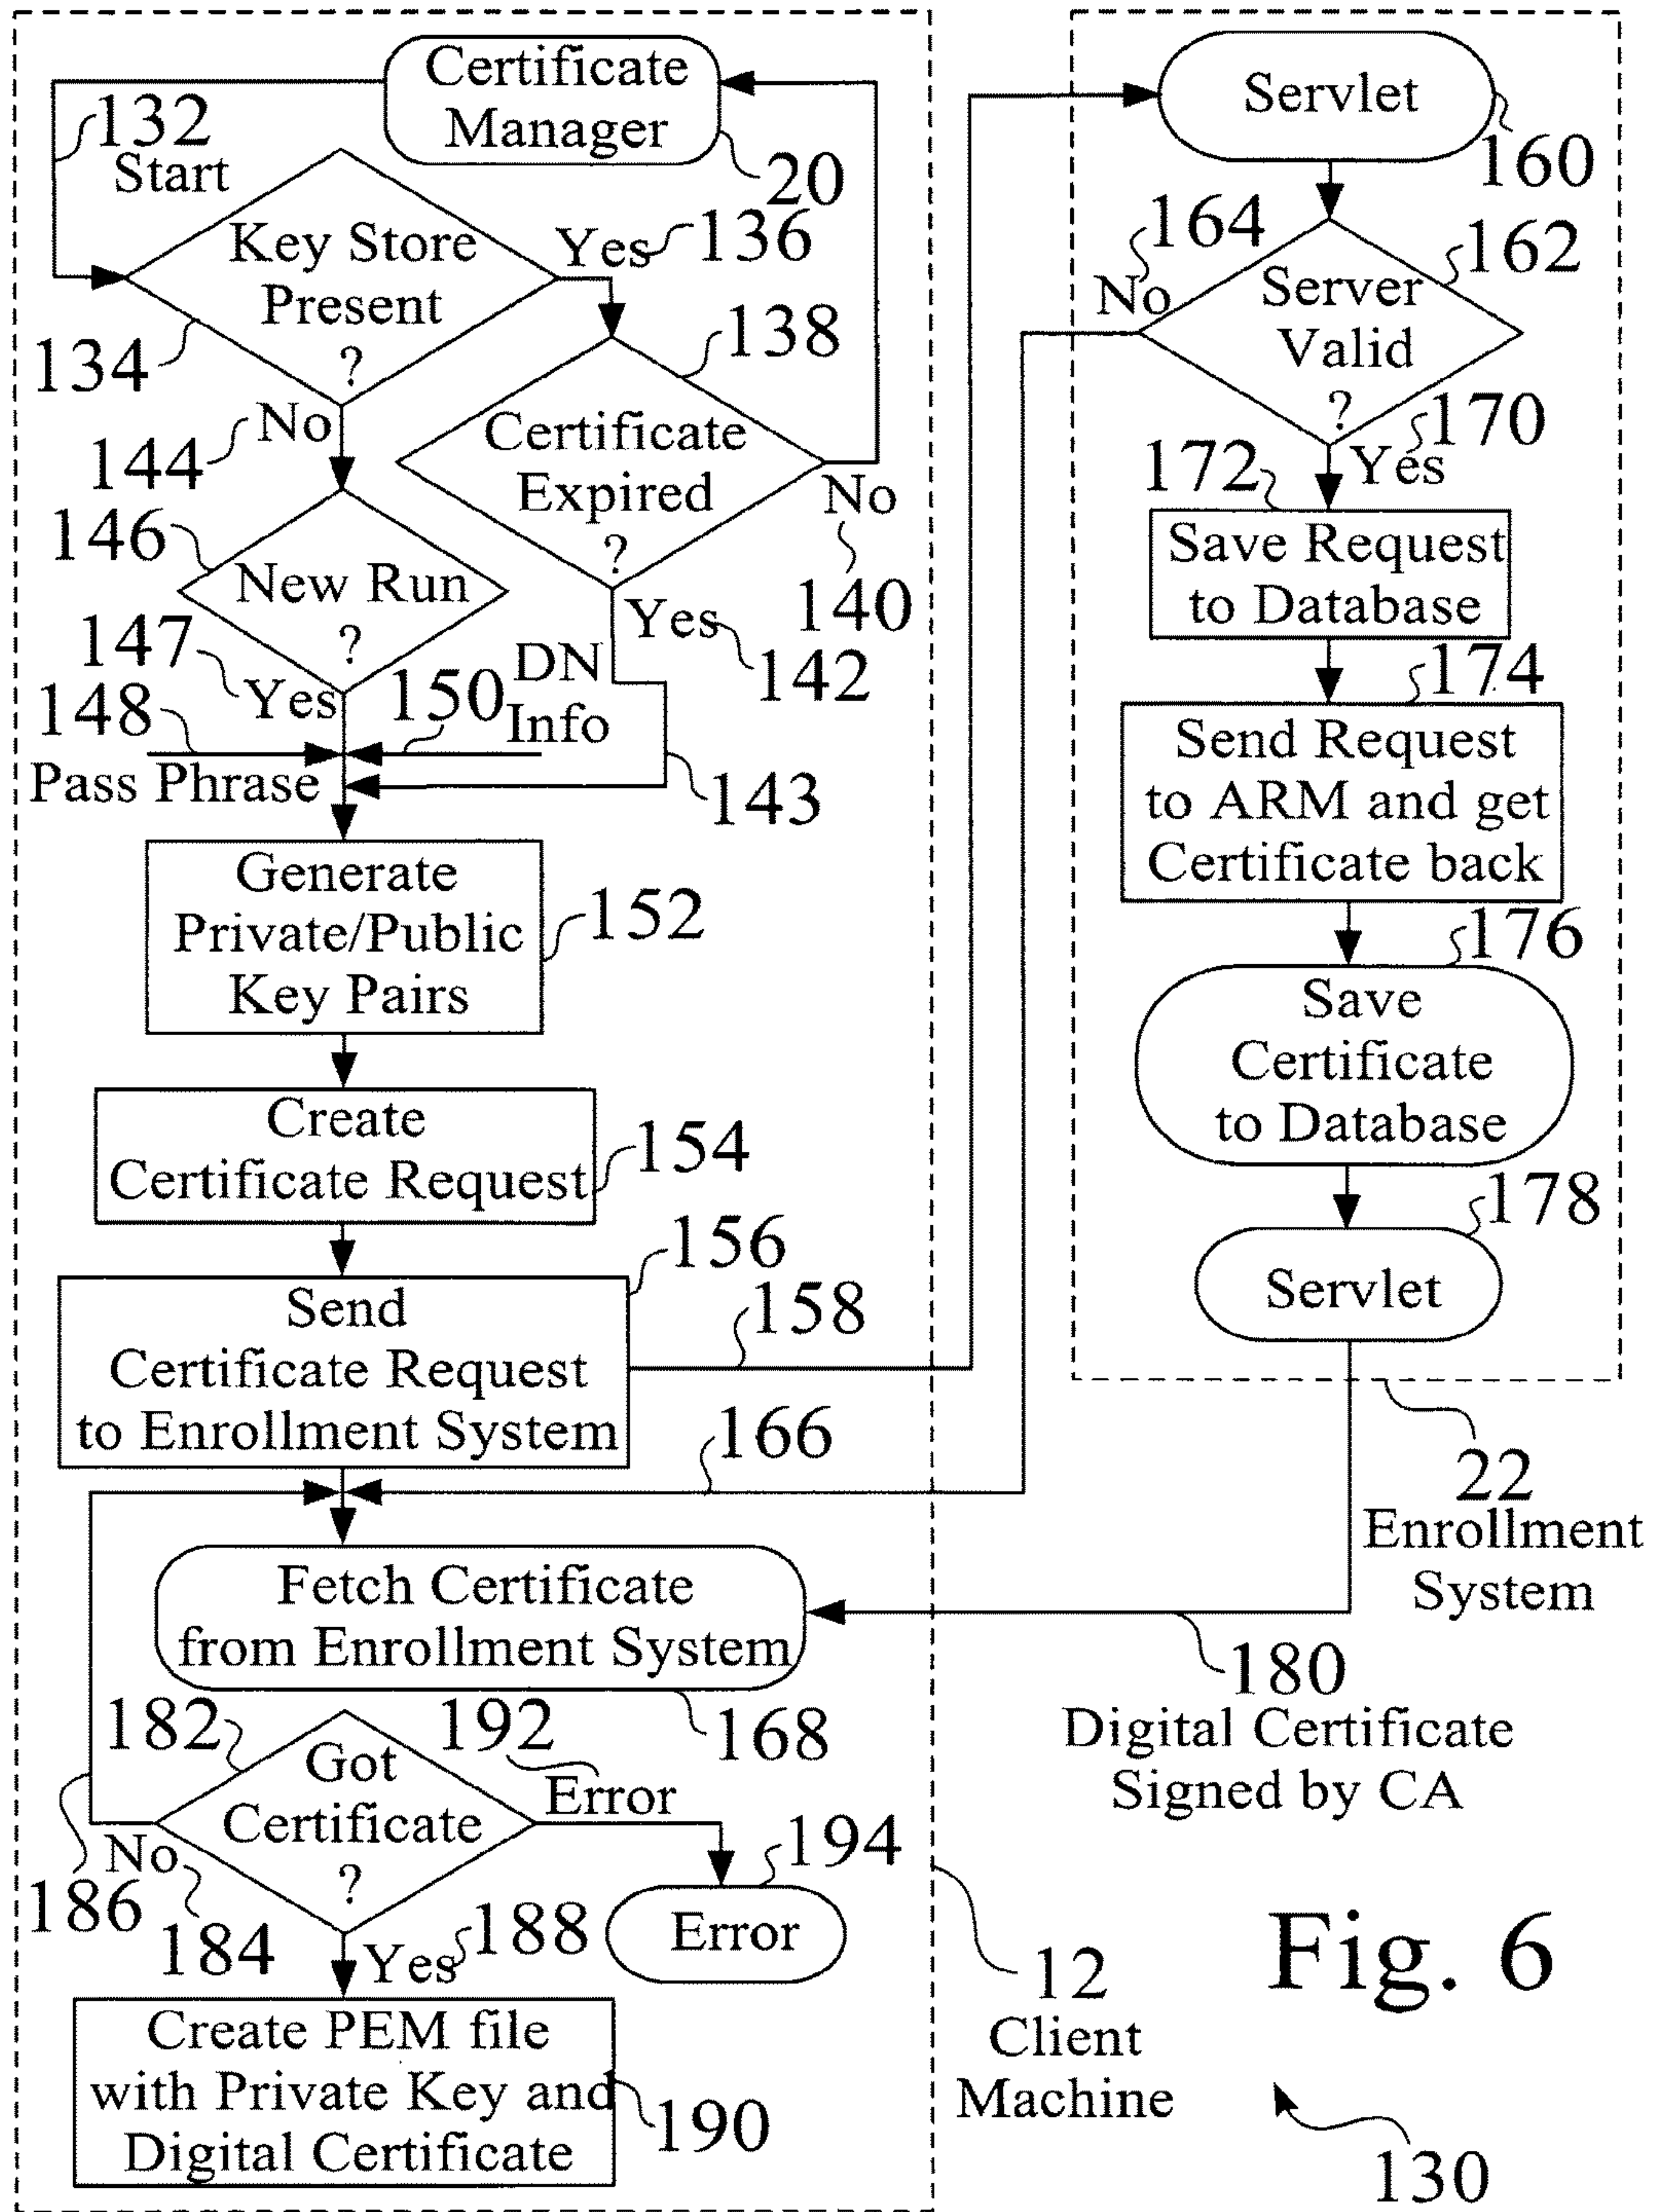 Certificate
Manager
20
132
Start
Key Store
Present
?
134
Yes
136
138
Certificate
Expired
?
No
140
Yes
142
No
144
146
New Run
?
147
Yes
148
Pass Phrase
150
DN
Info
143
Generate
Private/Public
Key Pairs
152
Create
Certificate Request
154
156
Send
Certificate Request
to Enrollment System
158
166
Fetch Certificate
from Enrollment System
168
182
Got
Certificate
?
192
Error
194
Error
No
186
184
Yes
188
Create PEM file
with Private Key and
Digital Certificate
190
Servlet
160
164
No
162
Server
Valid
?
170
Yes
172
Save Request
to Database
174
Send Request
to ARM and get
Certificate back
176
Save
Certificate
to Database
178
Servlet
22
Enrollment
System
180
Digital Certificate
Signed by CA
12
Client
Machine
Fig. 6
130